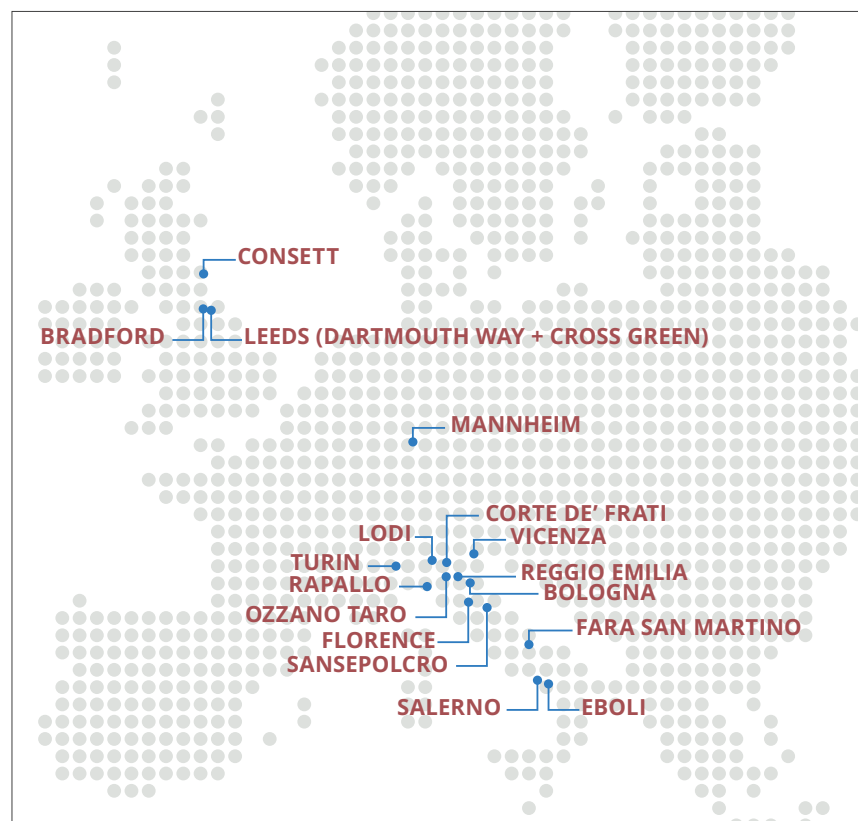 CONSETT
BRADFORD
LEEDS (DARTMOUTH WAY + CROSS GREEN)
MANNHEIM
CORTE DE’ FRATI
LODI
VICENZA
TURIN
REGGIO EMILIA
RAPALLO
BOLOGNA
OZZANO TARO
FARA SAN MARTINO
FLORENCE
SANSEPOLCRO
SALERNO
EBOLI